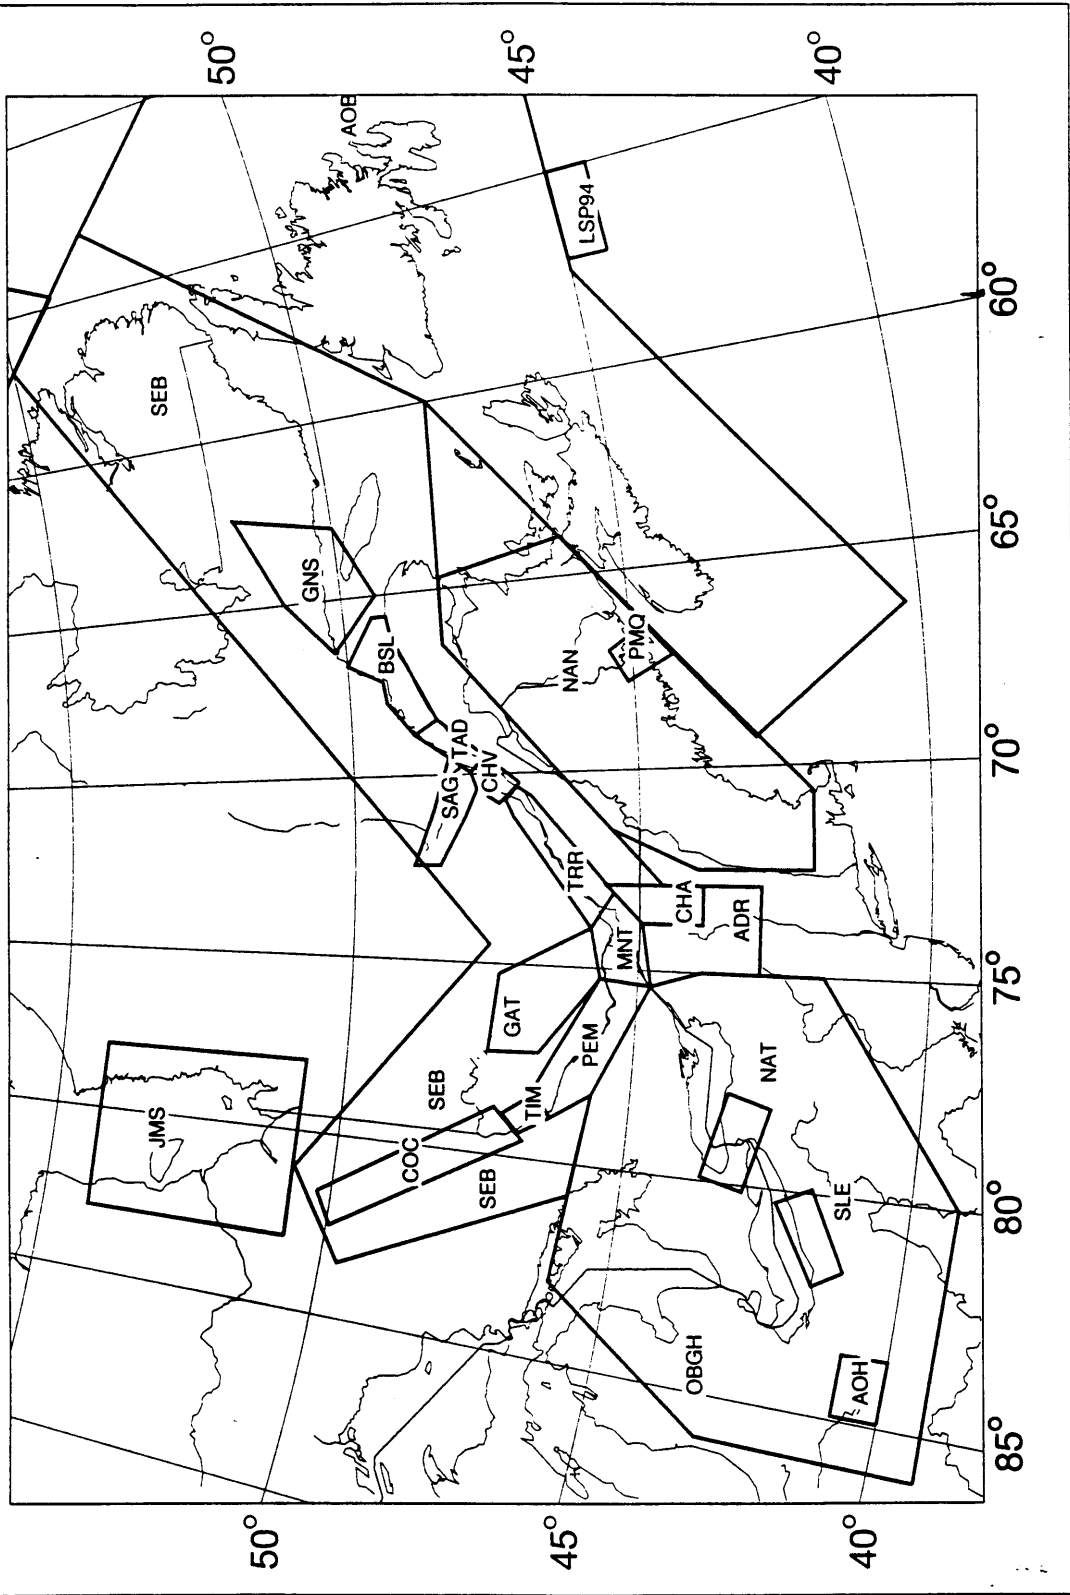 50°
45°
40°
AOB
SEB
LSP94
60°
GNS
65°
BSL
PMQ
NAN
TAD
CHV
SAG
70°
TRR
CHA
ADR
MNT
75°
GAT
PEM
TIM
SEB
NAT
JMS
COC
SEB
SLE
80°
OBGH
AOH
85°
50°
45°
40°